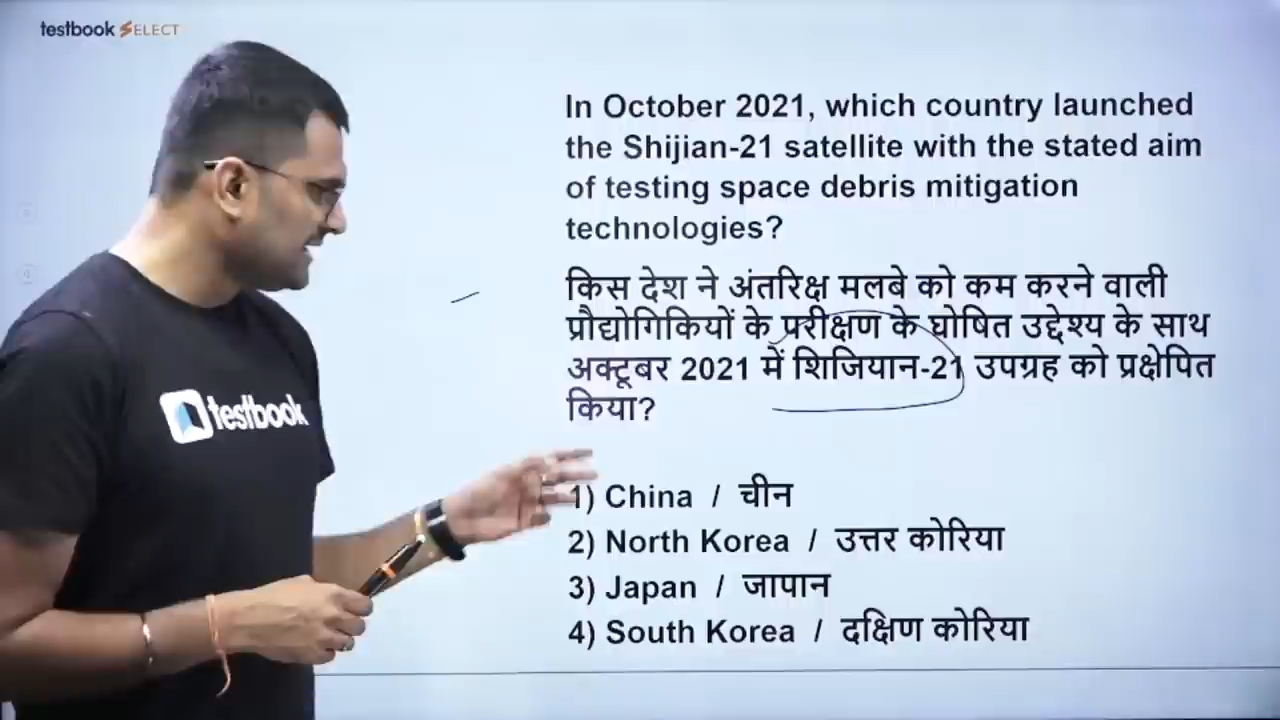 testbook SELECT
In October 2021, which country launched
the Shijian-21 satellite with the stated aim
of testing space debris mitigation
technologies?
किस देश ने अंतरिक्ष मलबे को कम करने वाली
प्रौद्योगिकियों के परीक्षण के घोषित उद्देश्य के साथ
अक्टूबर 2021 में शिजियान-21 उपग्रह को प्रक्षेपित
किया?
1) China / चीन
2) North Korea / उत्तर कोरिया
3) Japan / जापान
4) South Korea / दक्षिण कोरिया
testbook